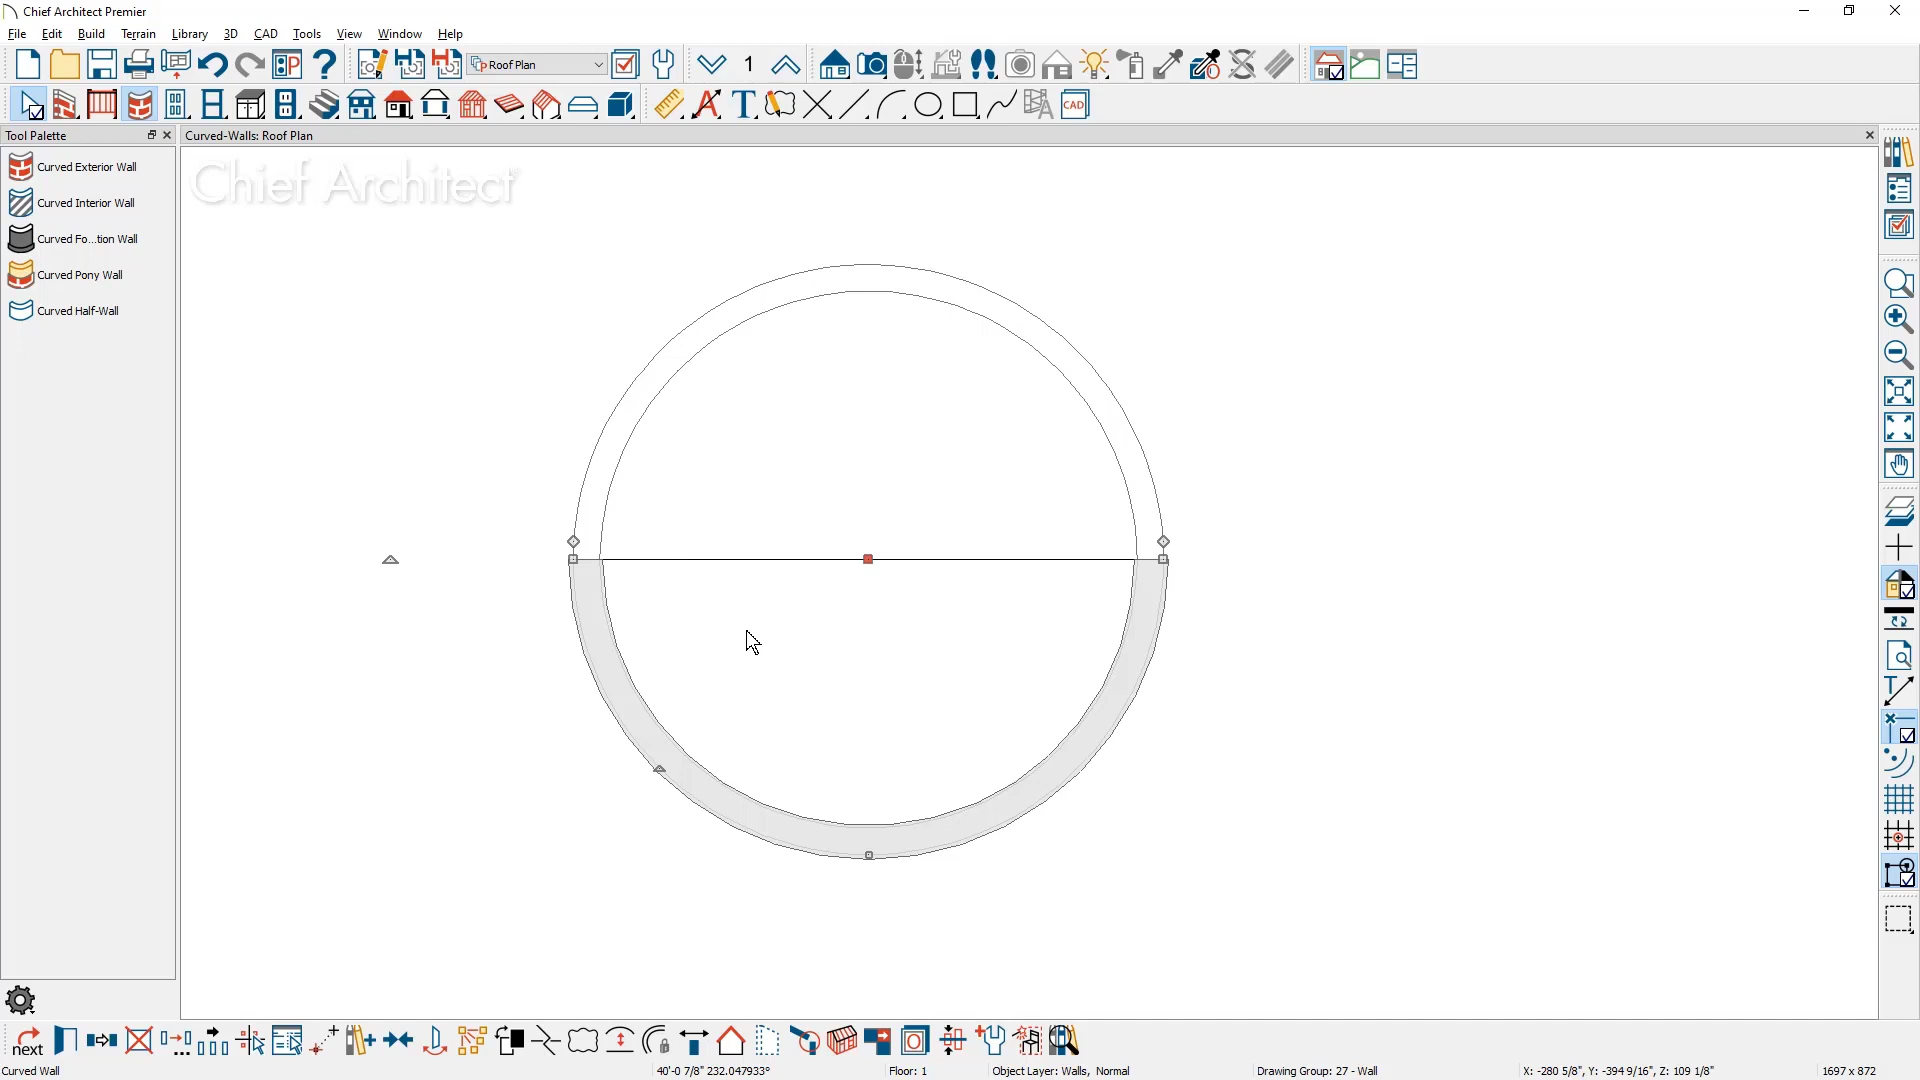 Chief Architect Premier
File Edit Build Terrain Library 3D CAD Tools View Window Help
Roof Plan 1
T CAD
Tool Palette Curved-Walls: Roof Plan
Chief Architect
Curved Exterior Wall
Curved Interior Wall
Curved Fo...tion Wall
Curved Pony Wall
Curved Half-Wall
T
next
Curved Wall 40'-0 7/8" 232.047933° Floor: 1 Object Layer: Walls, Normal Drawing Group: 27 - Wall X: -280 5/8", Y: -394 9/16", Z: 109 1/8" 1697 x 872